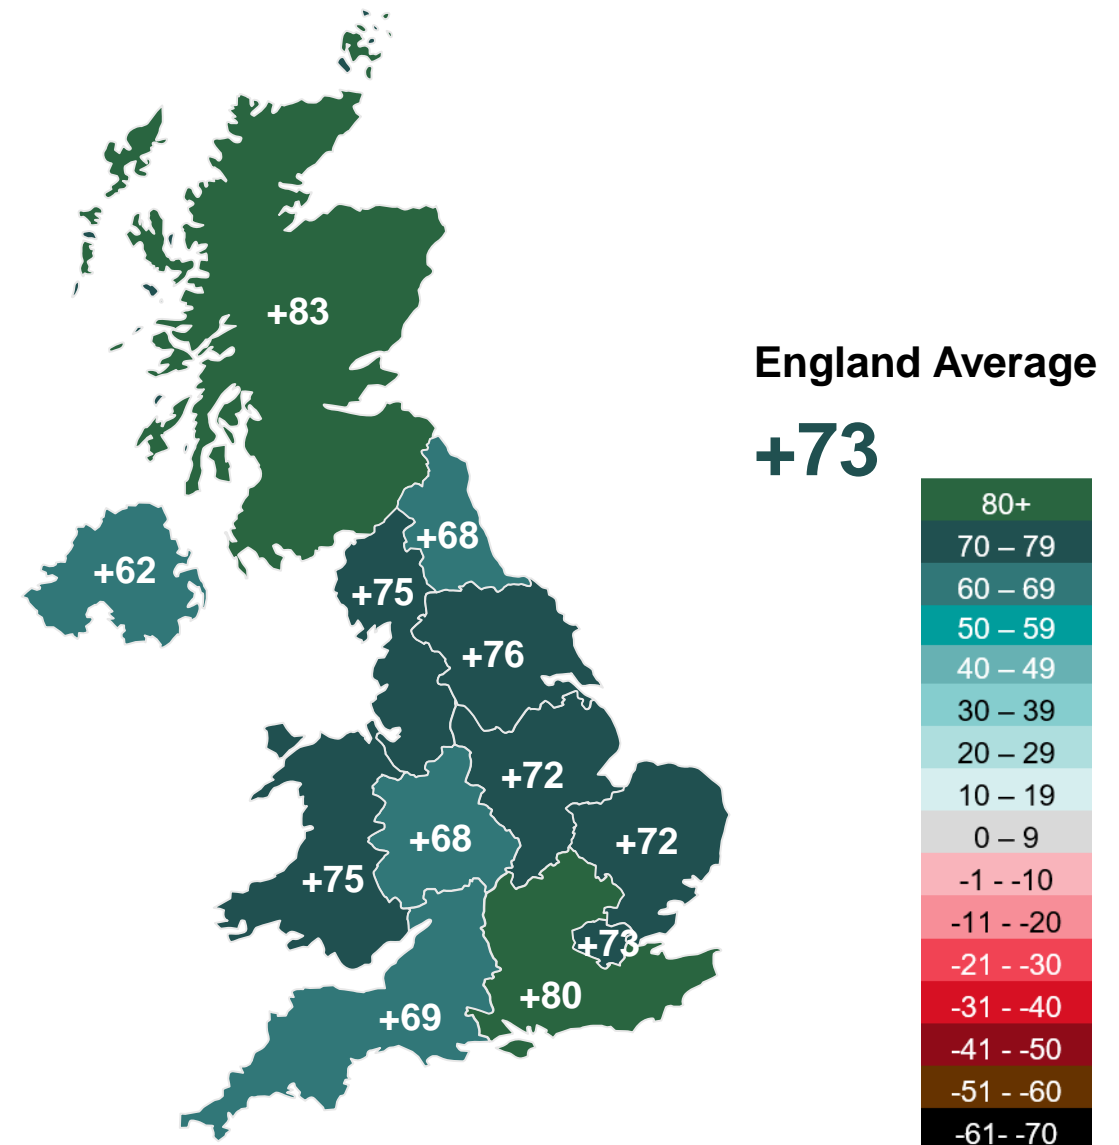 +83
England Average
+73
80+
70 – 79
+68
+62
60 – 69
+75
50 – 59
+76
40 – 49
30 – 39
20 – 29
+72
10 – 19
+68
+72
0 – 9
+75
-1 - -10
-11 - -20
+73
-21 - -30
+80
-31 - -40
+69
-41 - -50
-51 - -60
-61- -70